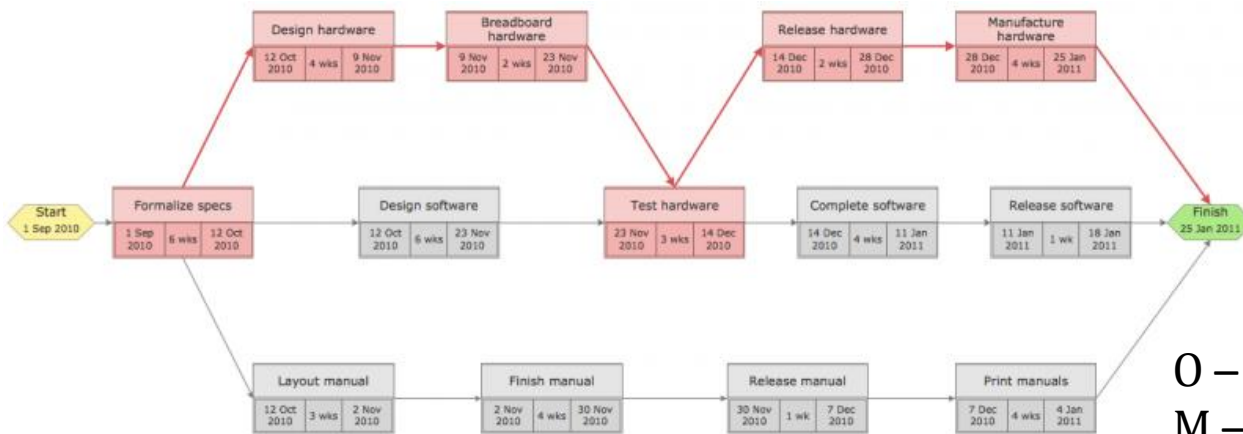 Design hardware
12 Oct 2010 4 wks 9 Nov 2010
Breadboard hardware
9 Nov 2010 2 wks 23 Nov 2010
Release hardware
14 Dec 2010 2 wks 28 Dec 2010
Manufacture hardware
28 Dec 2010 4 wks 25 Jan 2011
Start
1 Sep 2010
Formalize specs
1 Sep 2010 6 wks 12 Oct 2010
Design software
12 Oct 2010 6 wks 23 Nov 2010
Test hardware
23 Nov 2010 3 wks 14 Dec 2010
Complete software
14 Dec 2010 4 wks 11 Jan 2011
Release software
11 Jan 2011 1 wk 18 Jan 2011
Finish
25 Jan 2011
Layout manual
12 Oct 2010 3 wks 2 Nov 2010
Finish manual
2 Nov 2010 4 wks 30 Nov 2010
Release manual
30 Nov 2010 1 wk 7 Dec 2010
Print manuals
7 Dec 2010 4 wks 4 Jan 2011
O –
M –